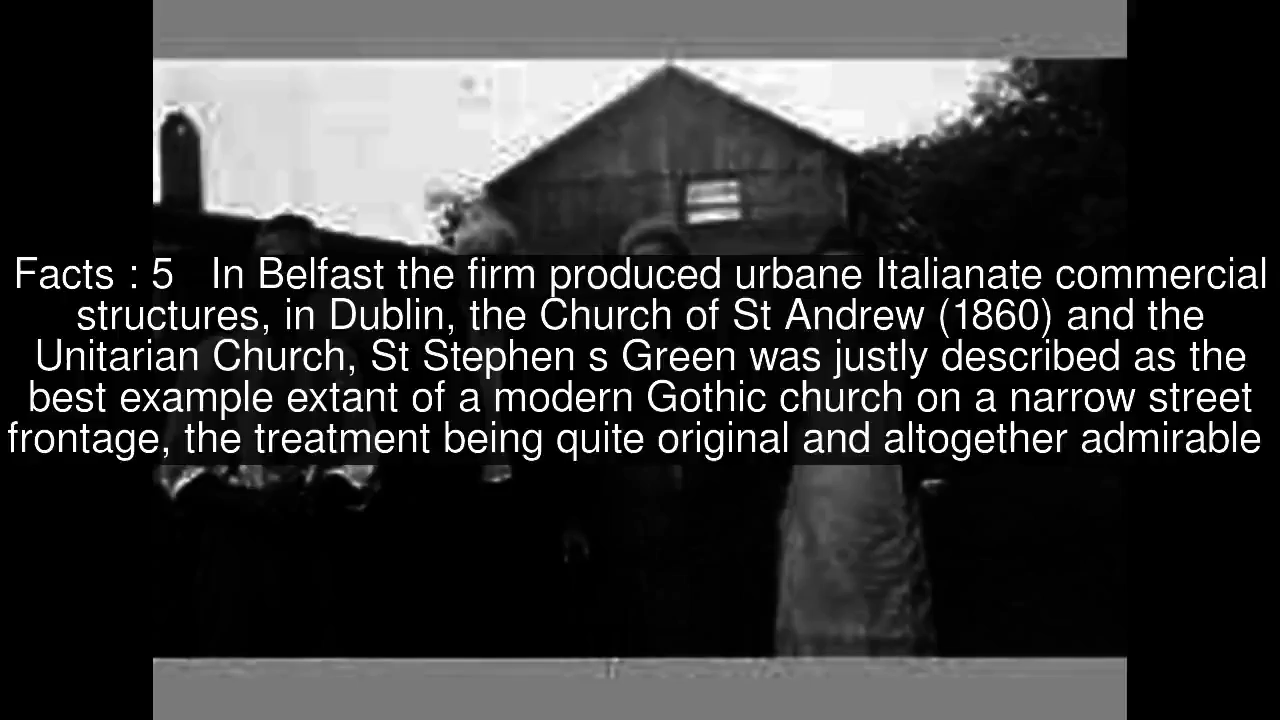 Facts : 5 In Belfast the firm produced urbane Italianate commercial
structures, in Dublin, the Church of St Andrew (1860) and the
Unitarian Church, St Stephen s Green was justly described as the
best example extant of a modern Gothic church on a narrow street
frontage, the treatment being quite original and altogether admirable